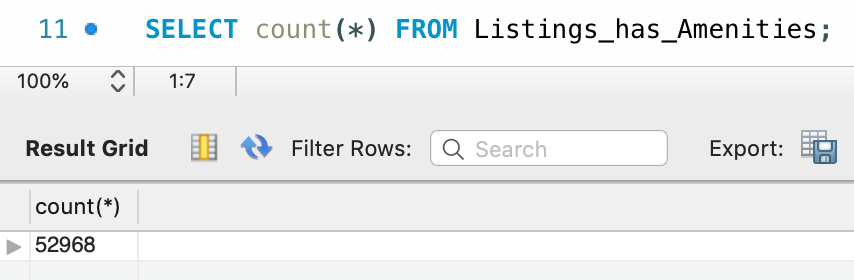 11 SELECT count(*) FROM Listings_has_Amenities;
100% 1:7
Result Grid Filter Rows: Search Export:
count(*)
52968